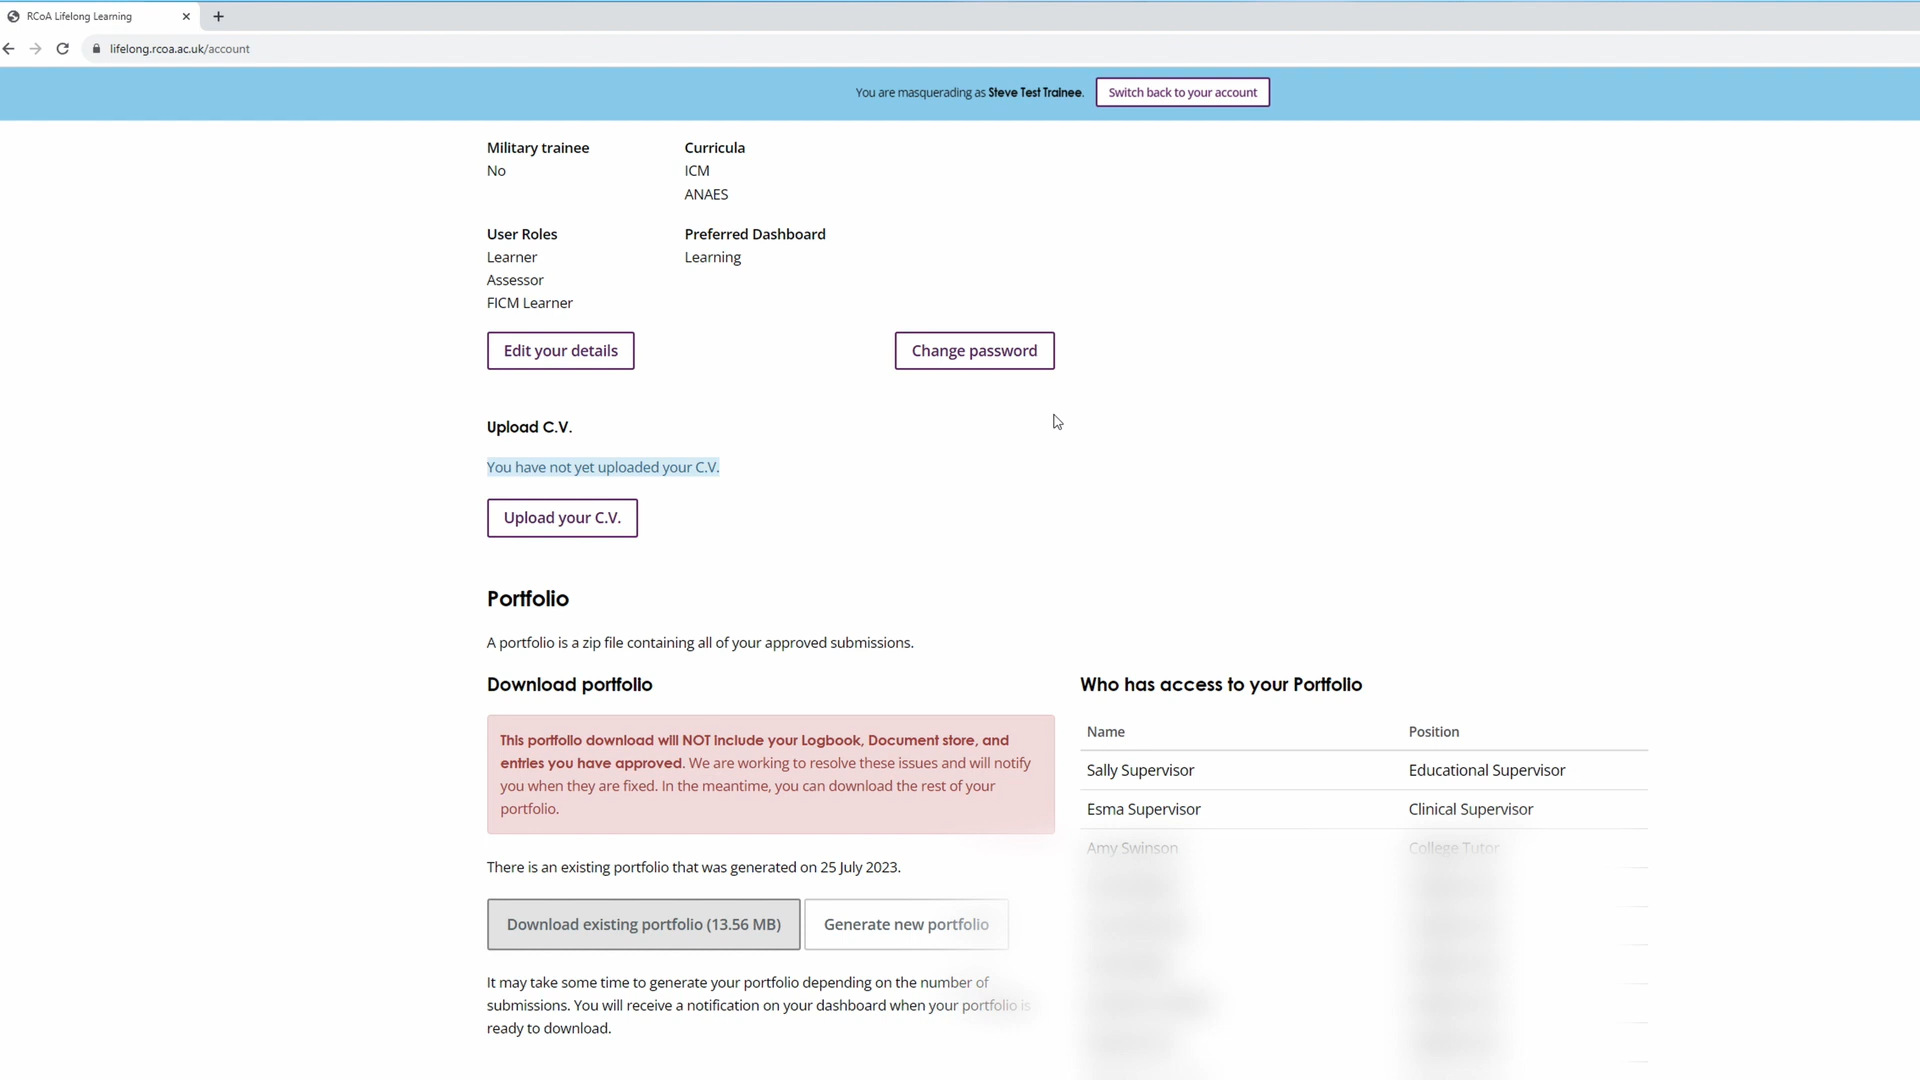 RCoA Lifelong Learning
lifelong.rcoa.ac.uk/account
You are masquerading as Steve Test Trainee.
Switch back to your account
Military trainee
No
Curricula
ICM
ANAES
User Roles
Learner
Assessor
FICM Learner
Preferred Dashboard
Learning
Edit your details
Change password
Upload C.V.
You have not yet uploaded your C.V.
Upload your C.V.
Portfolio
A portfolio is a zip file containing all of your approved submissions.
Download portfolio
This portfolio download will NOT include your Logbook, Document store, and
entries you have approved. We are working to resolve these issues and will notify
you when they are fixed. In the meantime, you can download the rest of your
portfolio.
There is an existing portfolio that was generated on 25 July 2023.
Download existing portfolio (13.56 MB)
Generate new portfolio
It may take some time to generate your portfolio depending on the number of
submissions. You will receive a notification on your dashboard when your portfolio is
ready to download.
Who has access to your Portfolio
Name Position
Sally Supervisor Educational Supervisor
Esma Supervisor Clinical Supervisor
Amy Swinson College Tutor